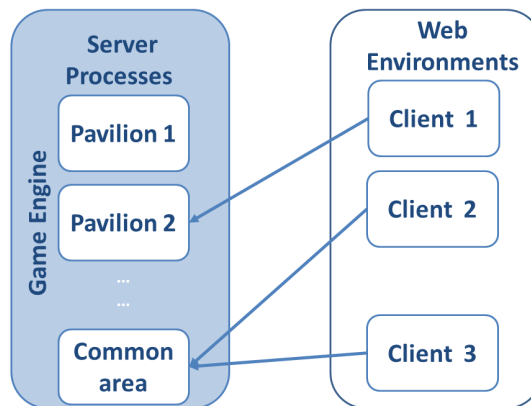 Server
Processes
Game Engine
Pavilion 1
Pavilion 2
...
...
Common
area
Web
Environments
Client 1
Client 2
Client 3